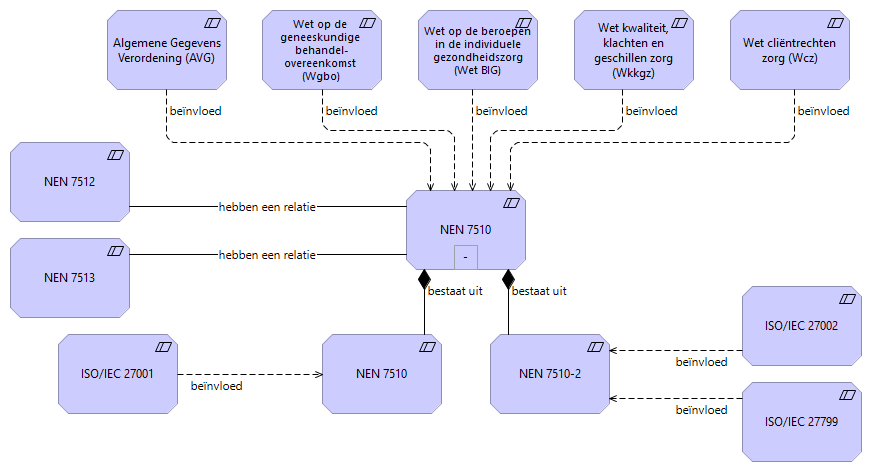 Algemene Gegevens
Verordening (AVG)
Wet op de
geneeskundige
behandel-
overeenkomst
(Wgbo)
Wet op de beroepen
in de individuele
gezondheidszorg
(Wet BIG)
Wet kwaliteit,
klachten en
geschillen zorg
(Wkkgz)
Wet cliëntrechten
zorg (Wcz)
beïnvloed
beïnvloed
beïnvloed
beïnvloed
beïnvloed
NEN 7512
hebben een relatie
NEN 7510
-
NEN 7513
hebben een relatie
bestaat uit
bestaat uit
ISO/IEC 27001
beïnvloed
NEN 7510
NEN 7510-2
ISO/IEC 27002
beïnvloed
ISO/IEC 27799
beïnvloed